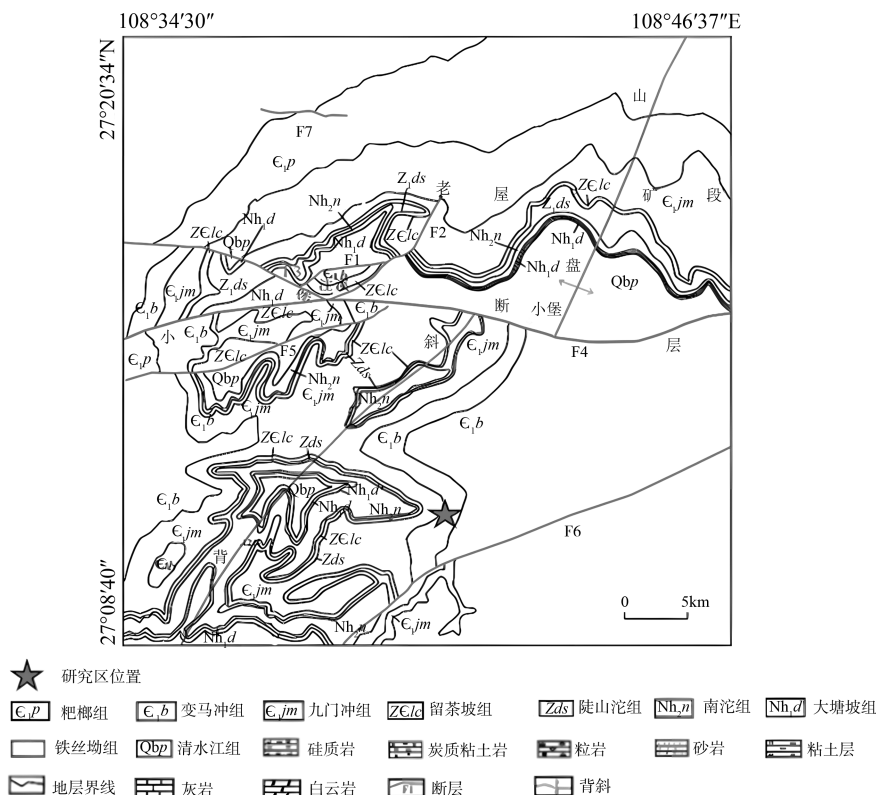 108°34′30″ 108°46′37″E
27°20′34″N
山
F7
Є₁p
Z₁ds
老 屋 矿 段
ZЄlc
Є₁jm
Nh₂n
Z₁ds
Nh₁d
ZЄlc
Qbp
Nh₁d
ZЄlc
F2
Nh₂n
Nh₁d
F1
Nh₁d
盘
Qbp
Є₁jm
Z₁ds
Nh₁d
ZЄlc
堡
Є₁b
ZЄlc
Є₁jm
Є₁b
断
小堡
小
Є₁b
Є₁jm
斜
Є₁jm
F4
层
Є₁p
ZЄlc
F5
ZЄlc
Zds
Qbp
Nh₂n
Є₁jm
Nh₂n
Є₁b
Є₁jm
Є₁b
Є₁b
ZЄlc
Zds
Qbp
Nh₁d
Є₁b
Nh₁d
Nh₂n
F6
Є₁jm
ZЄlc
背
Zds
Є₁b
27°08′40″
Є₁jm
0 5km
Nh₂n
Є₁jm
Nh₁d
研究区位置
Є₁p 粑榔组 Є₁b 变马冲组 Є₁jm 九门冲组 ZЄlc 留茶坡组 Zds 陡山沱组 Nh₂n 南沱组 Nh₁d 大塘坡组
铁丝坳组 Qbp 清水江组 硅质岩 炭质粘土岩 粒岩 砂岩 粘土层
地层界线 灰岩 白云岩 断层 背斜